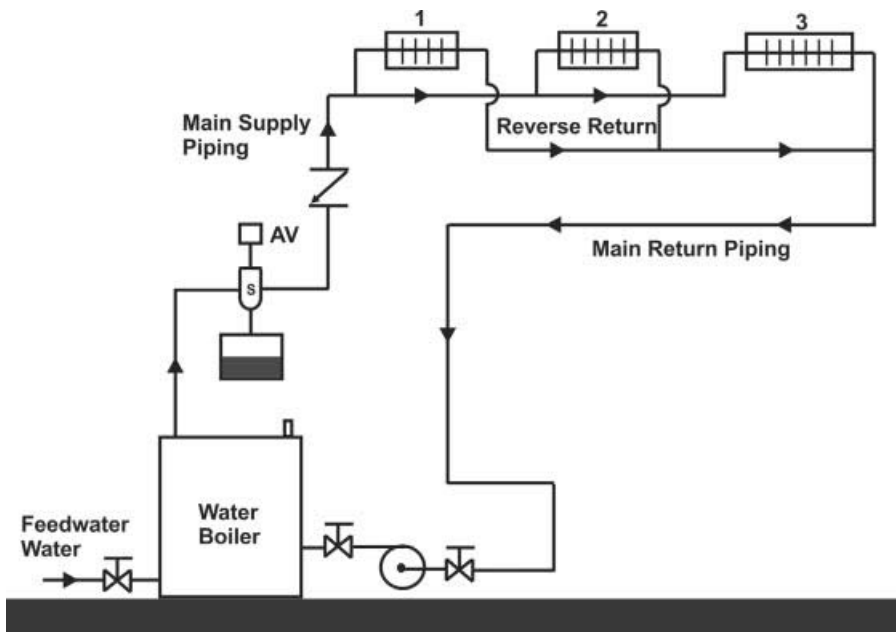 1
2
3
Main Supply
Piping
Reverse Return
AV
Main Return Piping
S
Water
Boiler
Feedwater
Water